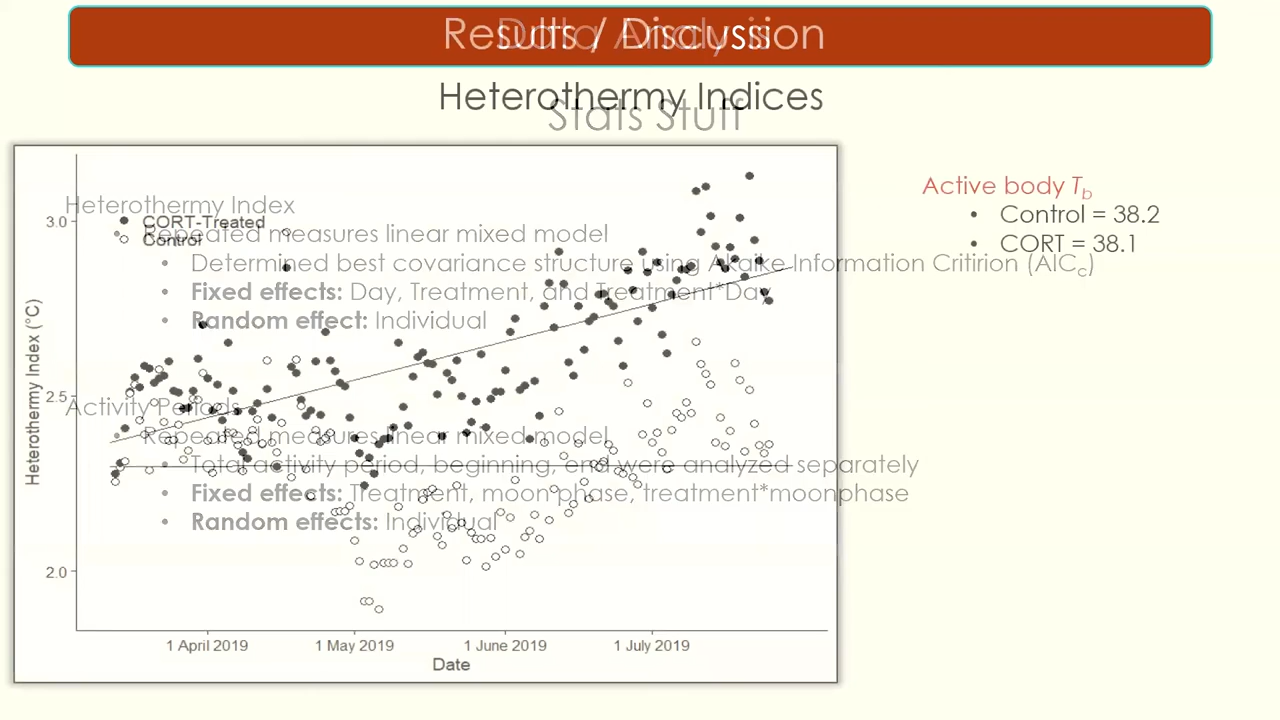 Results / Discussion
Data Analysis
Heterothermy Indices
Stats Stuff
Active body Tb
• Control = 38.2
• CORT = 38.1
Heterothermy Index
• Repeated measures linear mixed model
• Determined best covariance structure using Akaike Information Critirion (AICc)
• Fixed effects: Day, Treatment, and Treatment*Day
• Random effect: Individual
Activity Periods
• Repeated measures linear mixed model
• Total activity period, beginning, end were analyzed separately
• Fixed effects: Treatment, moon phase, treatment*moonphase
• Random effects: Individual
CORT-Treated
Control
Heterothermy Index (°C)
3.0
2.5
2.0
1 April 2019
1 May 2019
1 June 2019
1 July 2019
Date